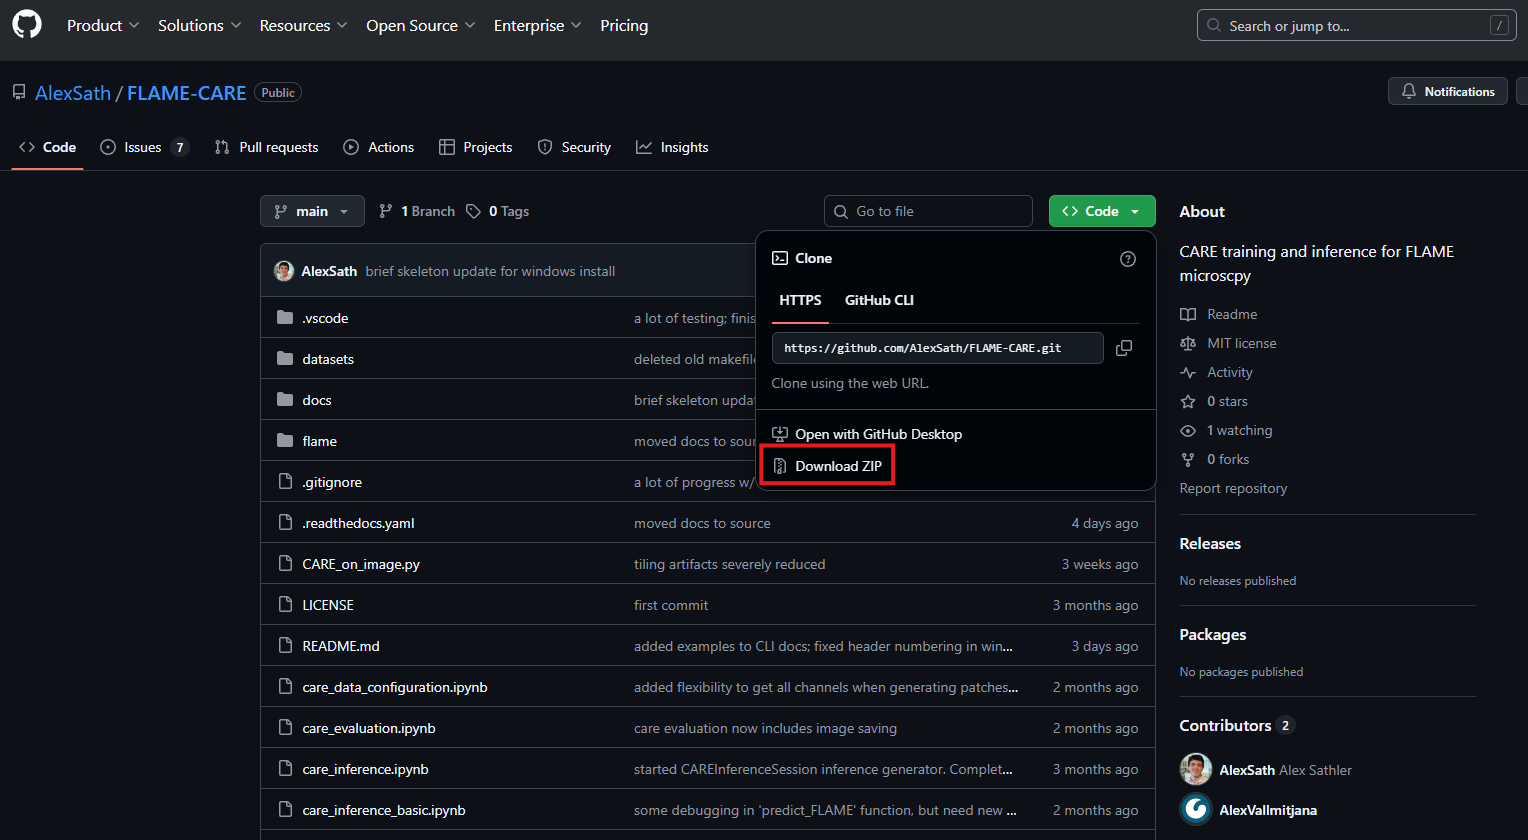 Product Solutions Resources Open Source Enterprise Pricing Search or jump to... /
AlexSath / FLAME-CARE Public Notifications
Code Issues 7 Pull requests Actions Projects Security Insights
main 1 Branch 0 Tags Go to file Code
AlexSath brief skeleton update for windows install
.vscode a lot of testing; finis
datasets deleted old makefil
docs brief skeleton upda
flame moved docs to sour
.gitignore a lot of progress w/
.readthedocs.yaml moved docs to source 4 days ago
CARE_on_image.py tiling artifacts severely reduced 3 weeks ago
LICENSE first commit 3 months ago
README.md added examples to CLI docs; fixed header numbering in win... 3 days ago
care_data_configuration.ipynb added flexibility to get all channels when generating patches... 2 months ago
care_evaluation.ipynb care evaluation now includes image saving 2 months ago
care_inference.ipynb started CAREInferenceSession inference generator. Complet... 3 months ago
care_inference_basic.ipynb some debugging in 'predict_FLAME' function, but need new ... 2 months ago
Clone
HTTPS GitHub CLI
https://github.com/AlexSath/FLAME-CARE.git
Clone using the web URL.
Open with GitHub Desktop
Download ZIP
About
CARE training and inference for FLAME
microscpy
Readme
MIT license
Activity
0 stars
1 watching
0 forks
Report repository
Releases
No releases published
Packages
No packages published
Contributors 2
AlexSath Alex Sathler
AlexVallmitjana